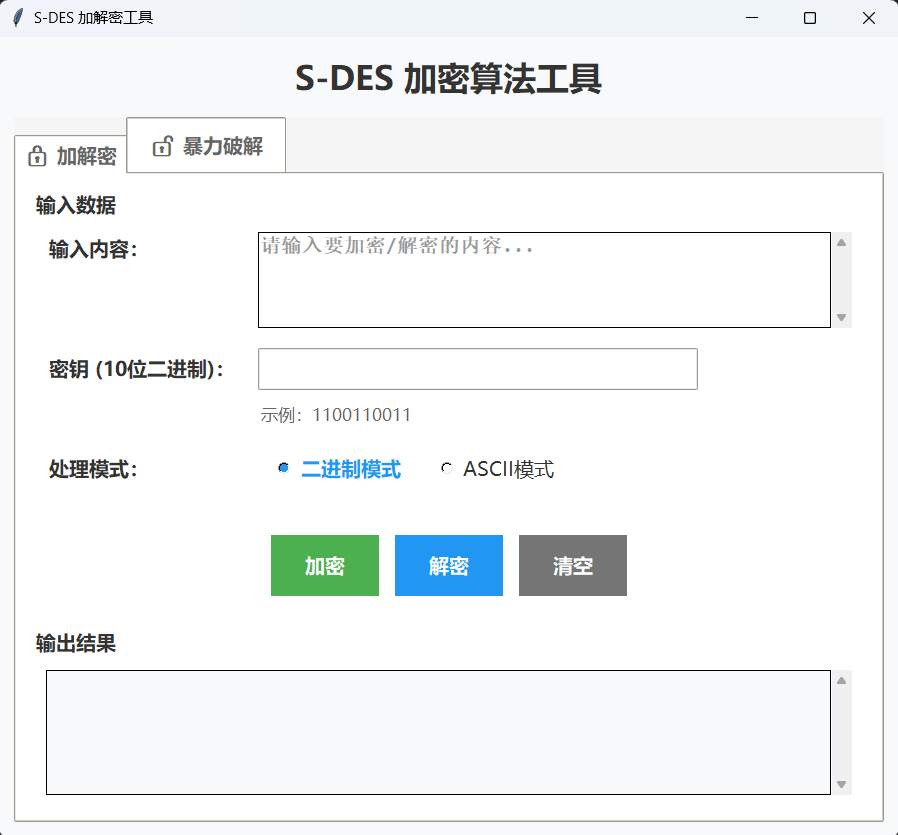 S-DES 加解密工具
S-DES 加密算法工具
加解密
暴力破解
输入数据
输入内容：
请输入要加密/解密的内容...
密钥 (10位二进制)：
示例：1100110011
处理模式：
二进制模式
ASCII模式
加密
解密
清空
输出结果